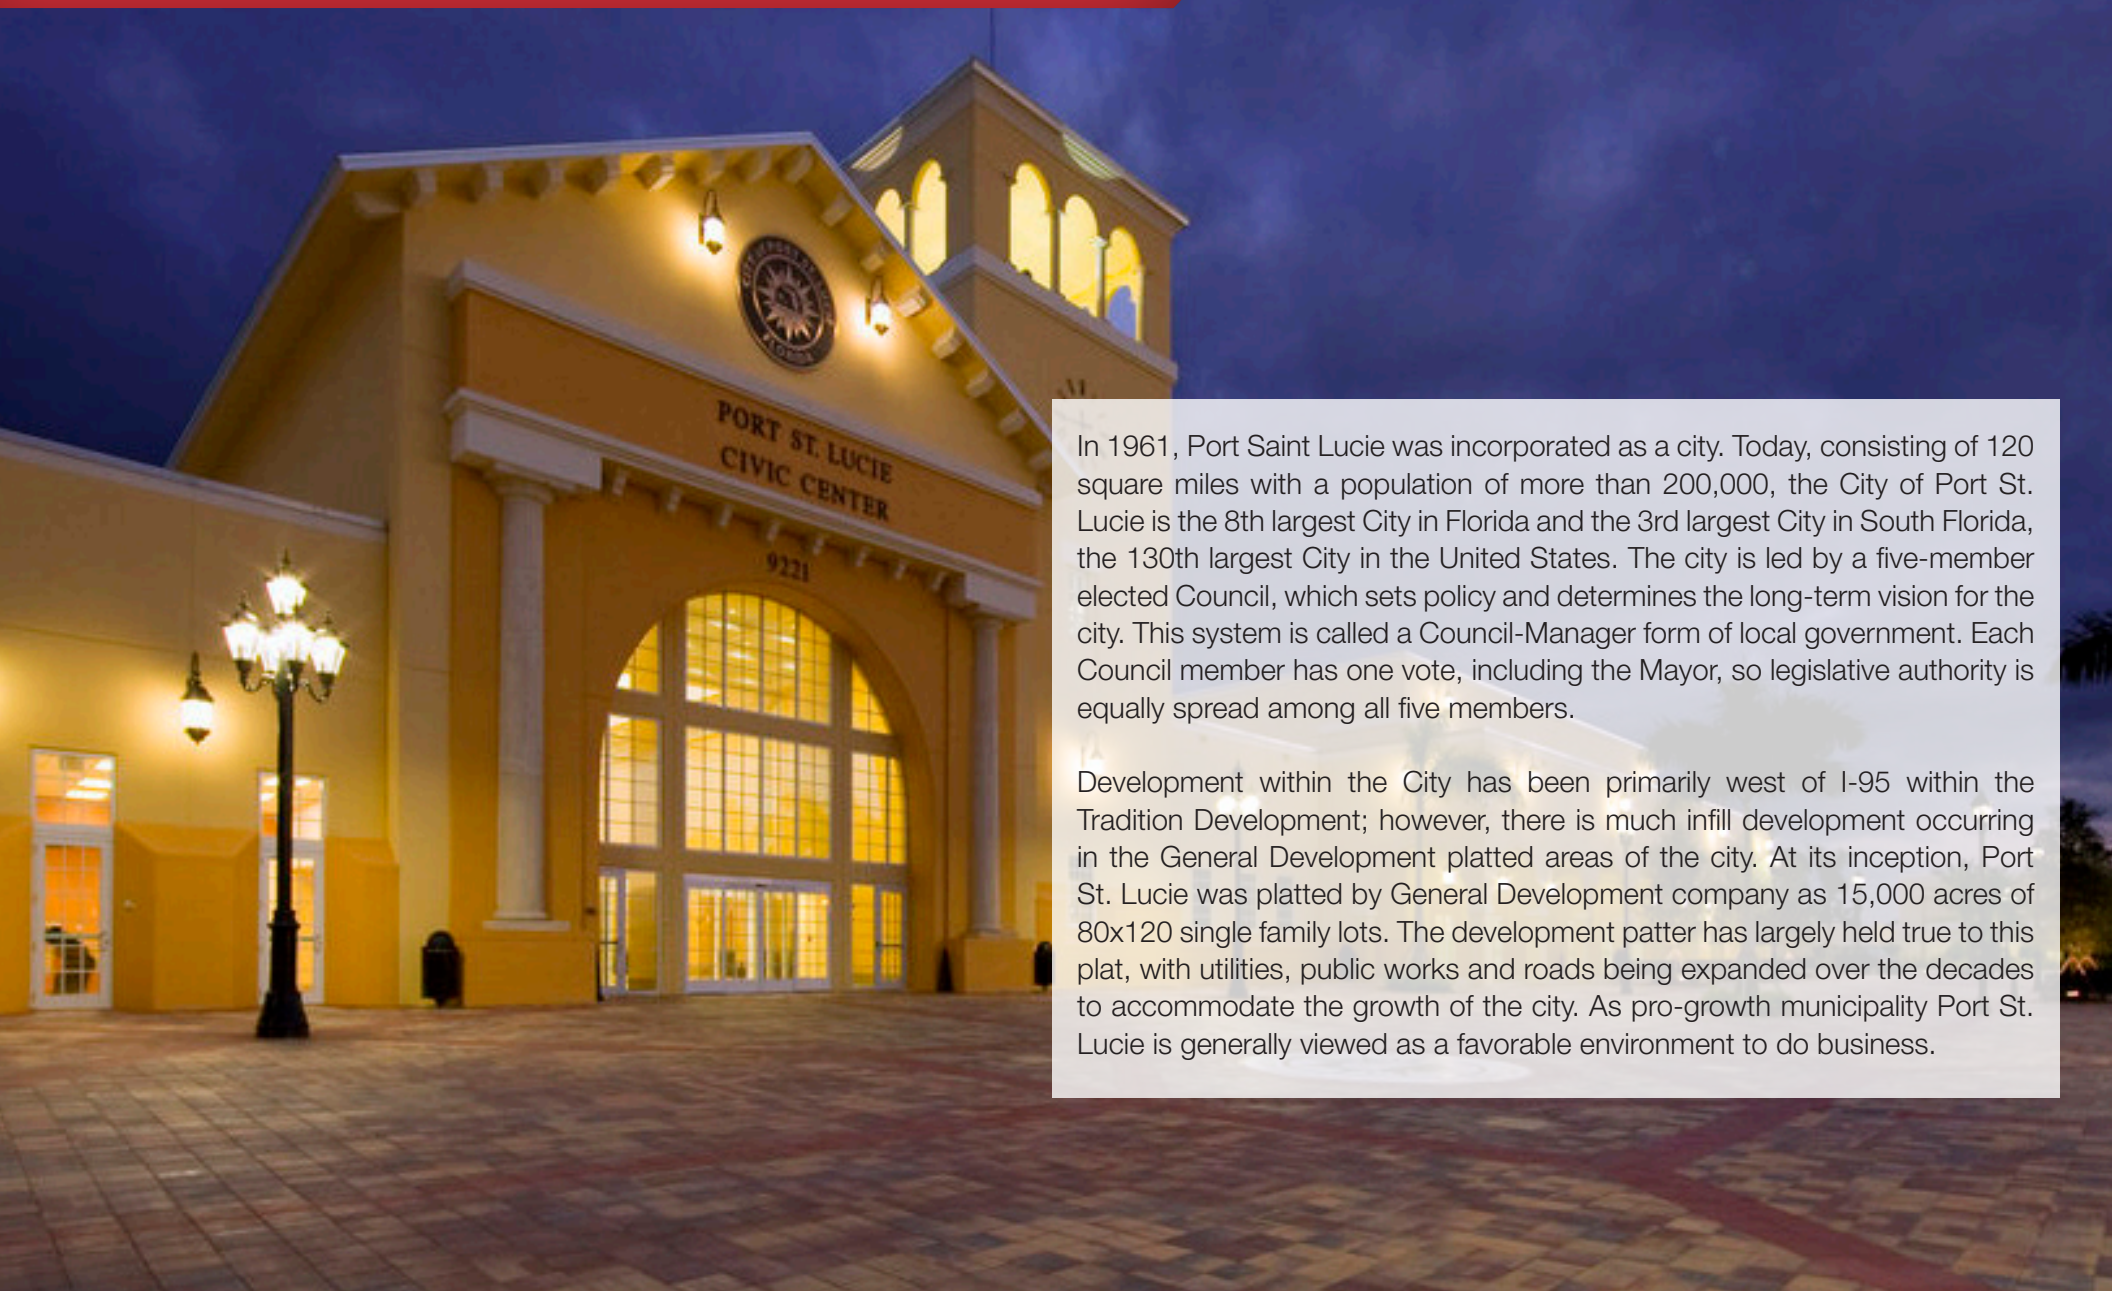 CITY OF PORT ST. LUCIE
FLORIDA
PORT ST. LUCIE
CIVIC CENTER
9221
In 1961, Port Saint Lucie was incorporated as a city. Today, consisting of 120
square miles with a population of more than 200,000, the City of Port St.
Lucie is the 8th largest City in Florida and the 3rd largest City in South Florida,
the 130th largest City in the United States. The city is led by a five-member
elected Council, which sets policy and determines the long-term vision for the
city. This system is called a Council-Manager form of local government. Each
Council member has one vote, including the Mayor, so legislative authority is
equally spread among all five members.
Development within the City has been primarily west of I-95 within the
Tradition Development; however, there is much infill development occurring
in the General Development platted areas of the city. At its inception, Port
St. Lucie was platted by General Development company as 15,000 acres of
80x120 single family lots. The development patter has largely held true to this
plat, with utilities, public works and roads being expanded over the decades
to accommodate the growth of the city. As pro-growth municipality Port St.
Lucie is generally viewed as a favorable environment to do business.